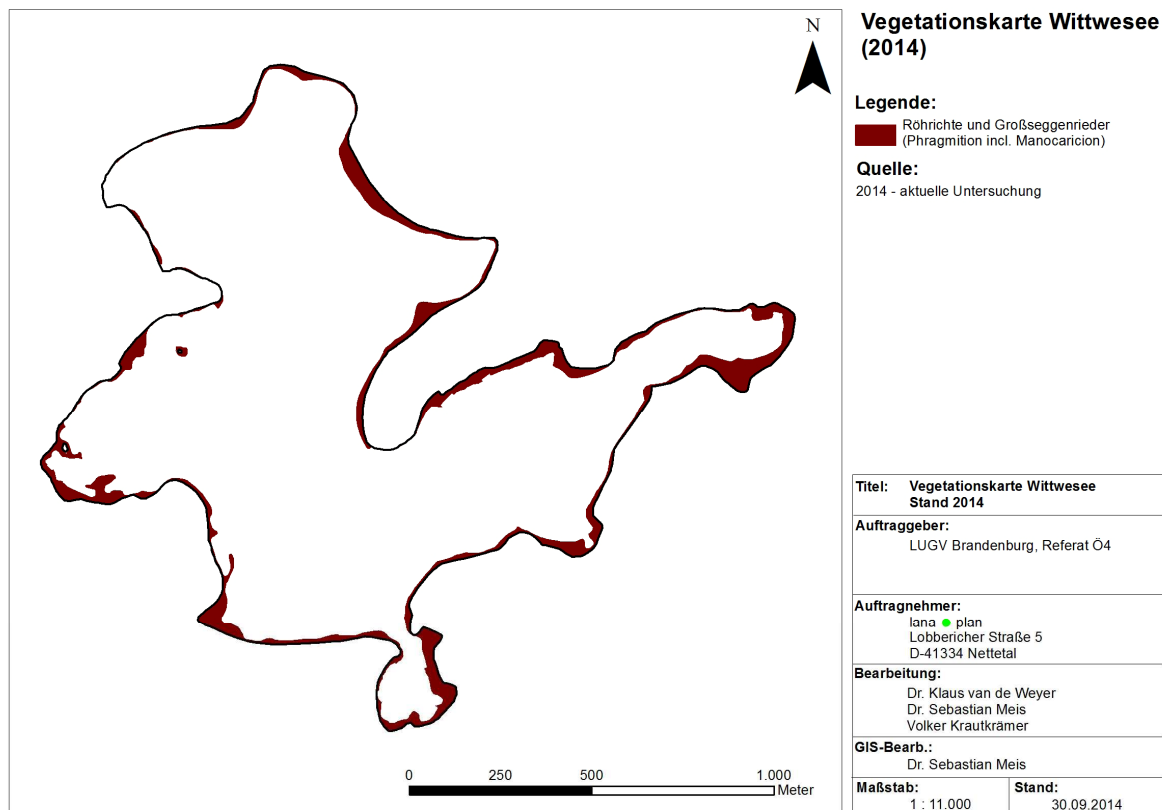 N
Vegetationskarte Wittwesee
(2014)
Legende:
Röhrichte und Großseggenrieder
(Phragmition incl. Manocaricion)
Quelle:
2014 - aktuelle Untersuchung
0
250
500
1.000
Meter
Titel: Vegetationskarte Wittwesee
Stand 2014
Auftraggeber:
LUGV Brandenburg, Referat Ö4
Auftragnehmer:
lana plan
Lobbericher Straße 5
D-41334 Nettetal
Bearbeitung:
Dr. Klaus van de Weyer
Dr. Sebastian Meis
Volker Krautkrämer
GIS-Bearb.:
Dr. Sebastian Meis
Maßstab:
1 : 11.000
Stand:
30.09.2014